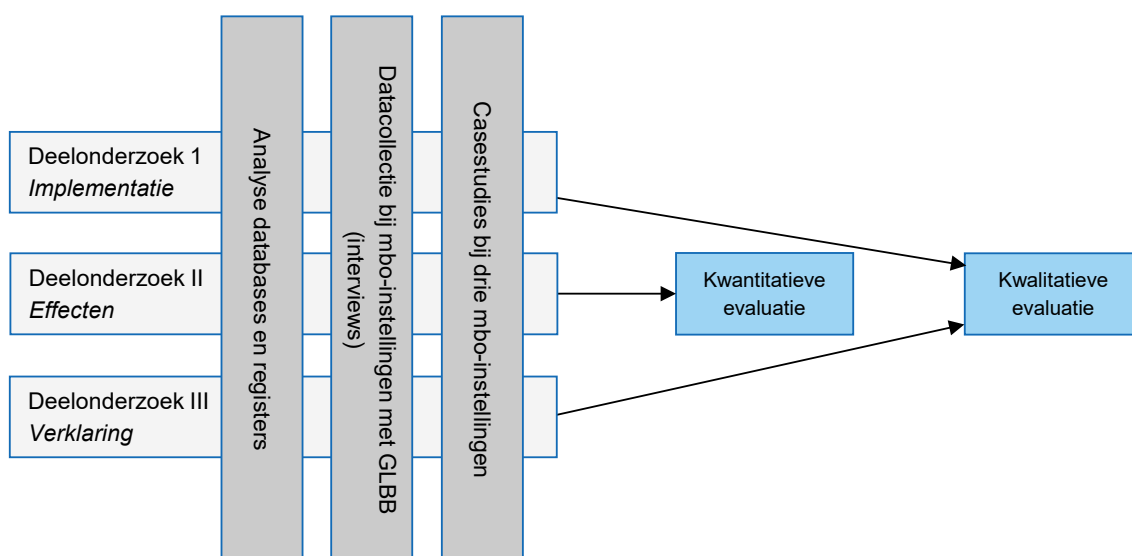 Deelonderzoek 1
Implementatie
Deelonderzoek II
Effecten
Deelonderzoek III
Verklaring
Analyse databases en registers
Datacollectie bij mbo-instellingen met GLBB
(interviews)
Casestudies bij drie mbo-instellingen
Kwantitatieve
evaluatie
Kwalitatieve
evaluatie